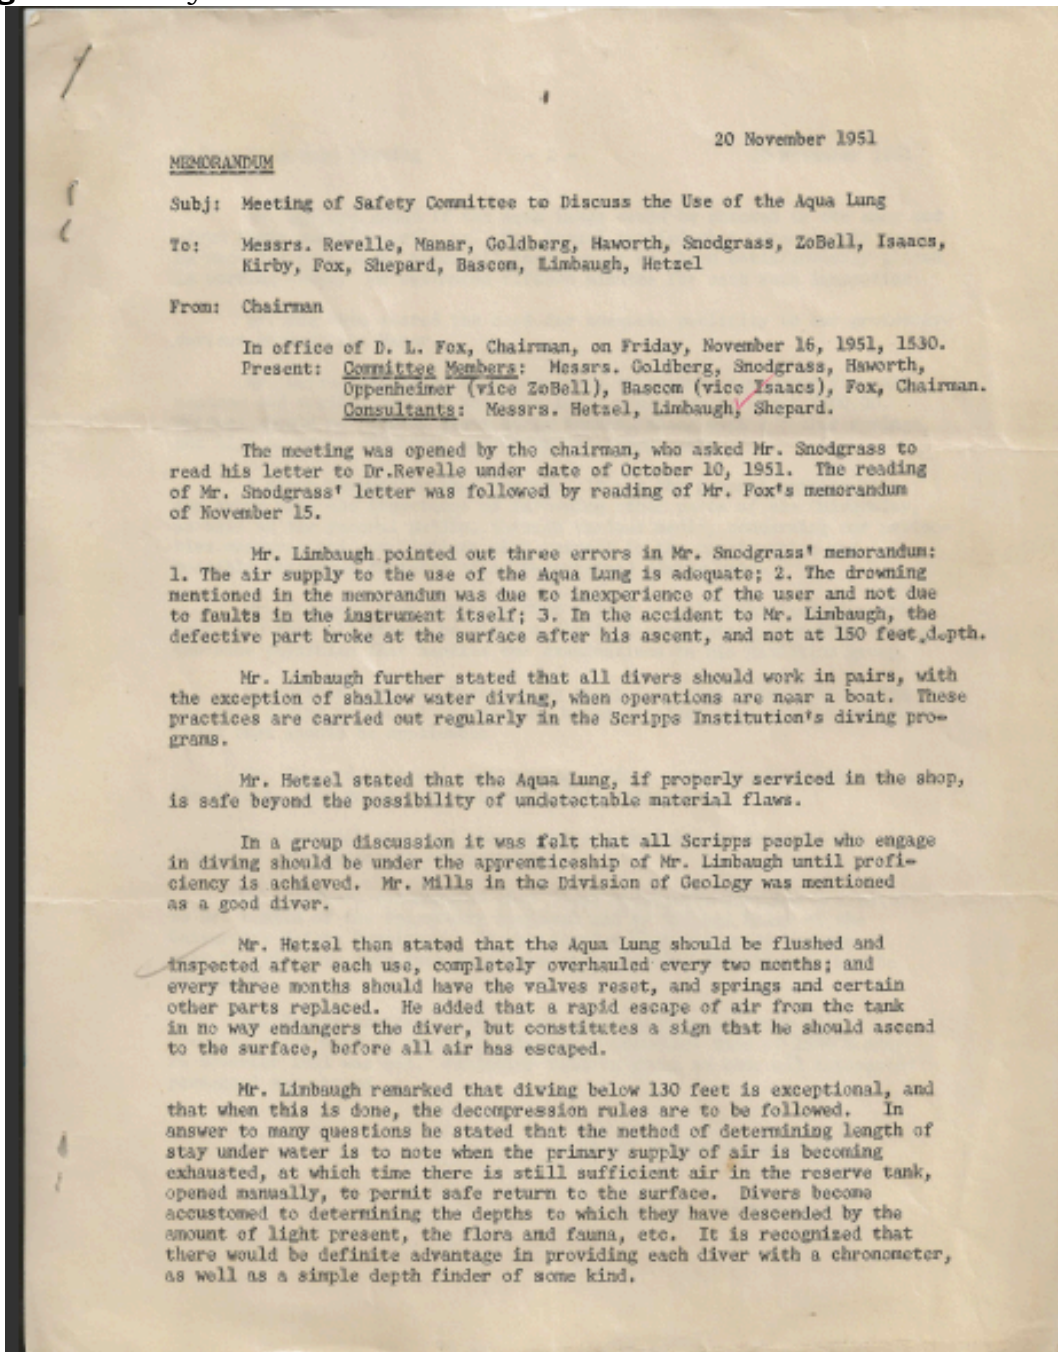 20 November 1951
MEMORANDUM
Subj: Meeting of Safety Committee to Discuss the Use of the Aqua Lung
To: Messrs. Revelle, Manar, Goldberg, Haworth, Snodgrass, ZoBell, Isaacs,
Kirby, Fox, Shepard, Bascom, Limbaugh, Hetzel
From: Chairman
In office of D. L. Fox, Chairman, on Friday, November 16, 1951, 1530.
Present: Committee Members: Messrs. Goldberg, Snodgrass, Haworth,
Oppenheimer (vice ZoBell), Bascom (vice Isaacs), Fox, Chairman.
Consultants: Messrs. Hetzel, Limbaugh, Shepard.
The meeting was opened by the chairman, who asked Mr. Snodgrass to
read his letter to Dr.Revelle under date of October 10, 1951. The reading
of Mr. Snodgrass' letter was followed by reading of Mr. Fox's memorandum
of November 15.
Mr. Limbaugh pointed out three errors in Mr. Snodgrass' memorandum:
1. The air supply to the use of the Aqua Lung is adequate; 2. The drowning
mentioned in the memorandum was due to inexperience of the user and not due
to faults in the instrument itself; 3. In the accident to Mr. Limbaugh, the
defective part broke at the surface after his ascent, and not at 150 feet depth.
Mr. Limbaugh further stated that all divers should work in pairs, with
the exception of shallow water diving, when operations are near a boat. These
practices are carried out regularly in the Scripps Institution's diving pro-
grams.
Mr. Hetzel stated that the Aqua Lung, if properly serviced in the shop,
is safe beyond the possibility of undetectable material flaws.
In a group discussion it was felt that all Scripps people who engage
in diving should be under the apprenticeship of Mr. Limbaugh until profi-
ciency is achieved. Mr. Mills in the Division of Geology was mentioned
as a good diver.
Mr. Hetzel then stated that the Aqua Lung should be flushed and
inspected after each use, completely overhauled every two months; and
every three months should have the valves reset, and springs and certain
other parts replaced. He added that a rapid escape of air from the tank
in no way endangers the diver, but constitutes a sign that he should ascend
to the surface, before all air has escaped.
Mr. Limbaugh remarked that diving below 130 feet is exceptional, and
that when this is done, the decompression rules are to be followed. In
answer to many questions he stated that the method of determining length of
stay under water is to note when the primary supply of air is becoming
exhausted, at which time there is still sufficient air in the reserve tank,
opened manually, to permit safe return to the surface. Divers become
accustomed to determining the depths to which they have descended by the
amount of light present, the flora and fauna, etc. It is recognized that
there would be definite advantage in providing each diver with a chronometer,
as well as a simple depth finder of some kind.